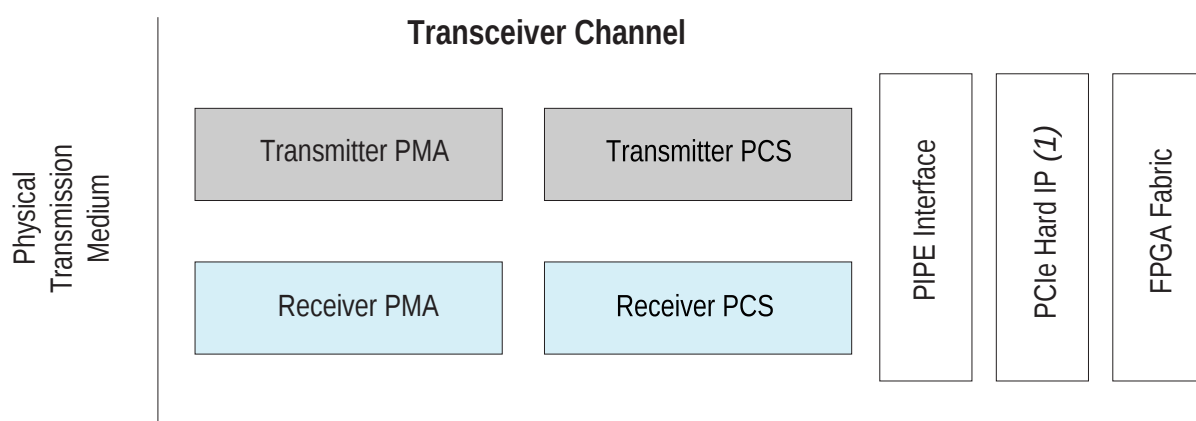 Transceiver Channel
Physical
Transmission
Medium
Transmitter PMA
Transmitter PCS
Receiver PMA
Receiver PCS
PIPE Interface
PCIe Hard IP (1)
FPGA Fabric